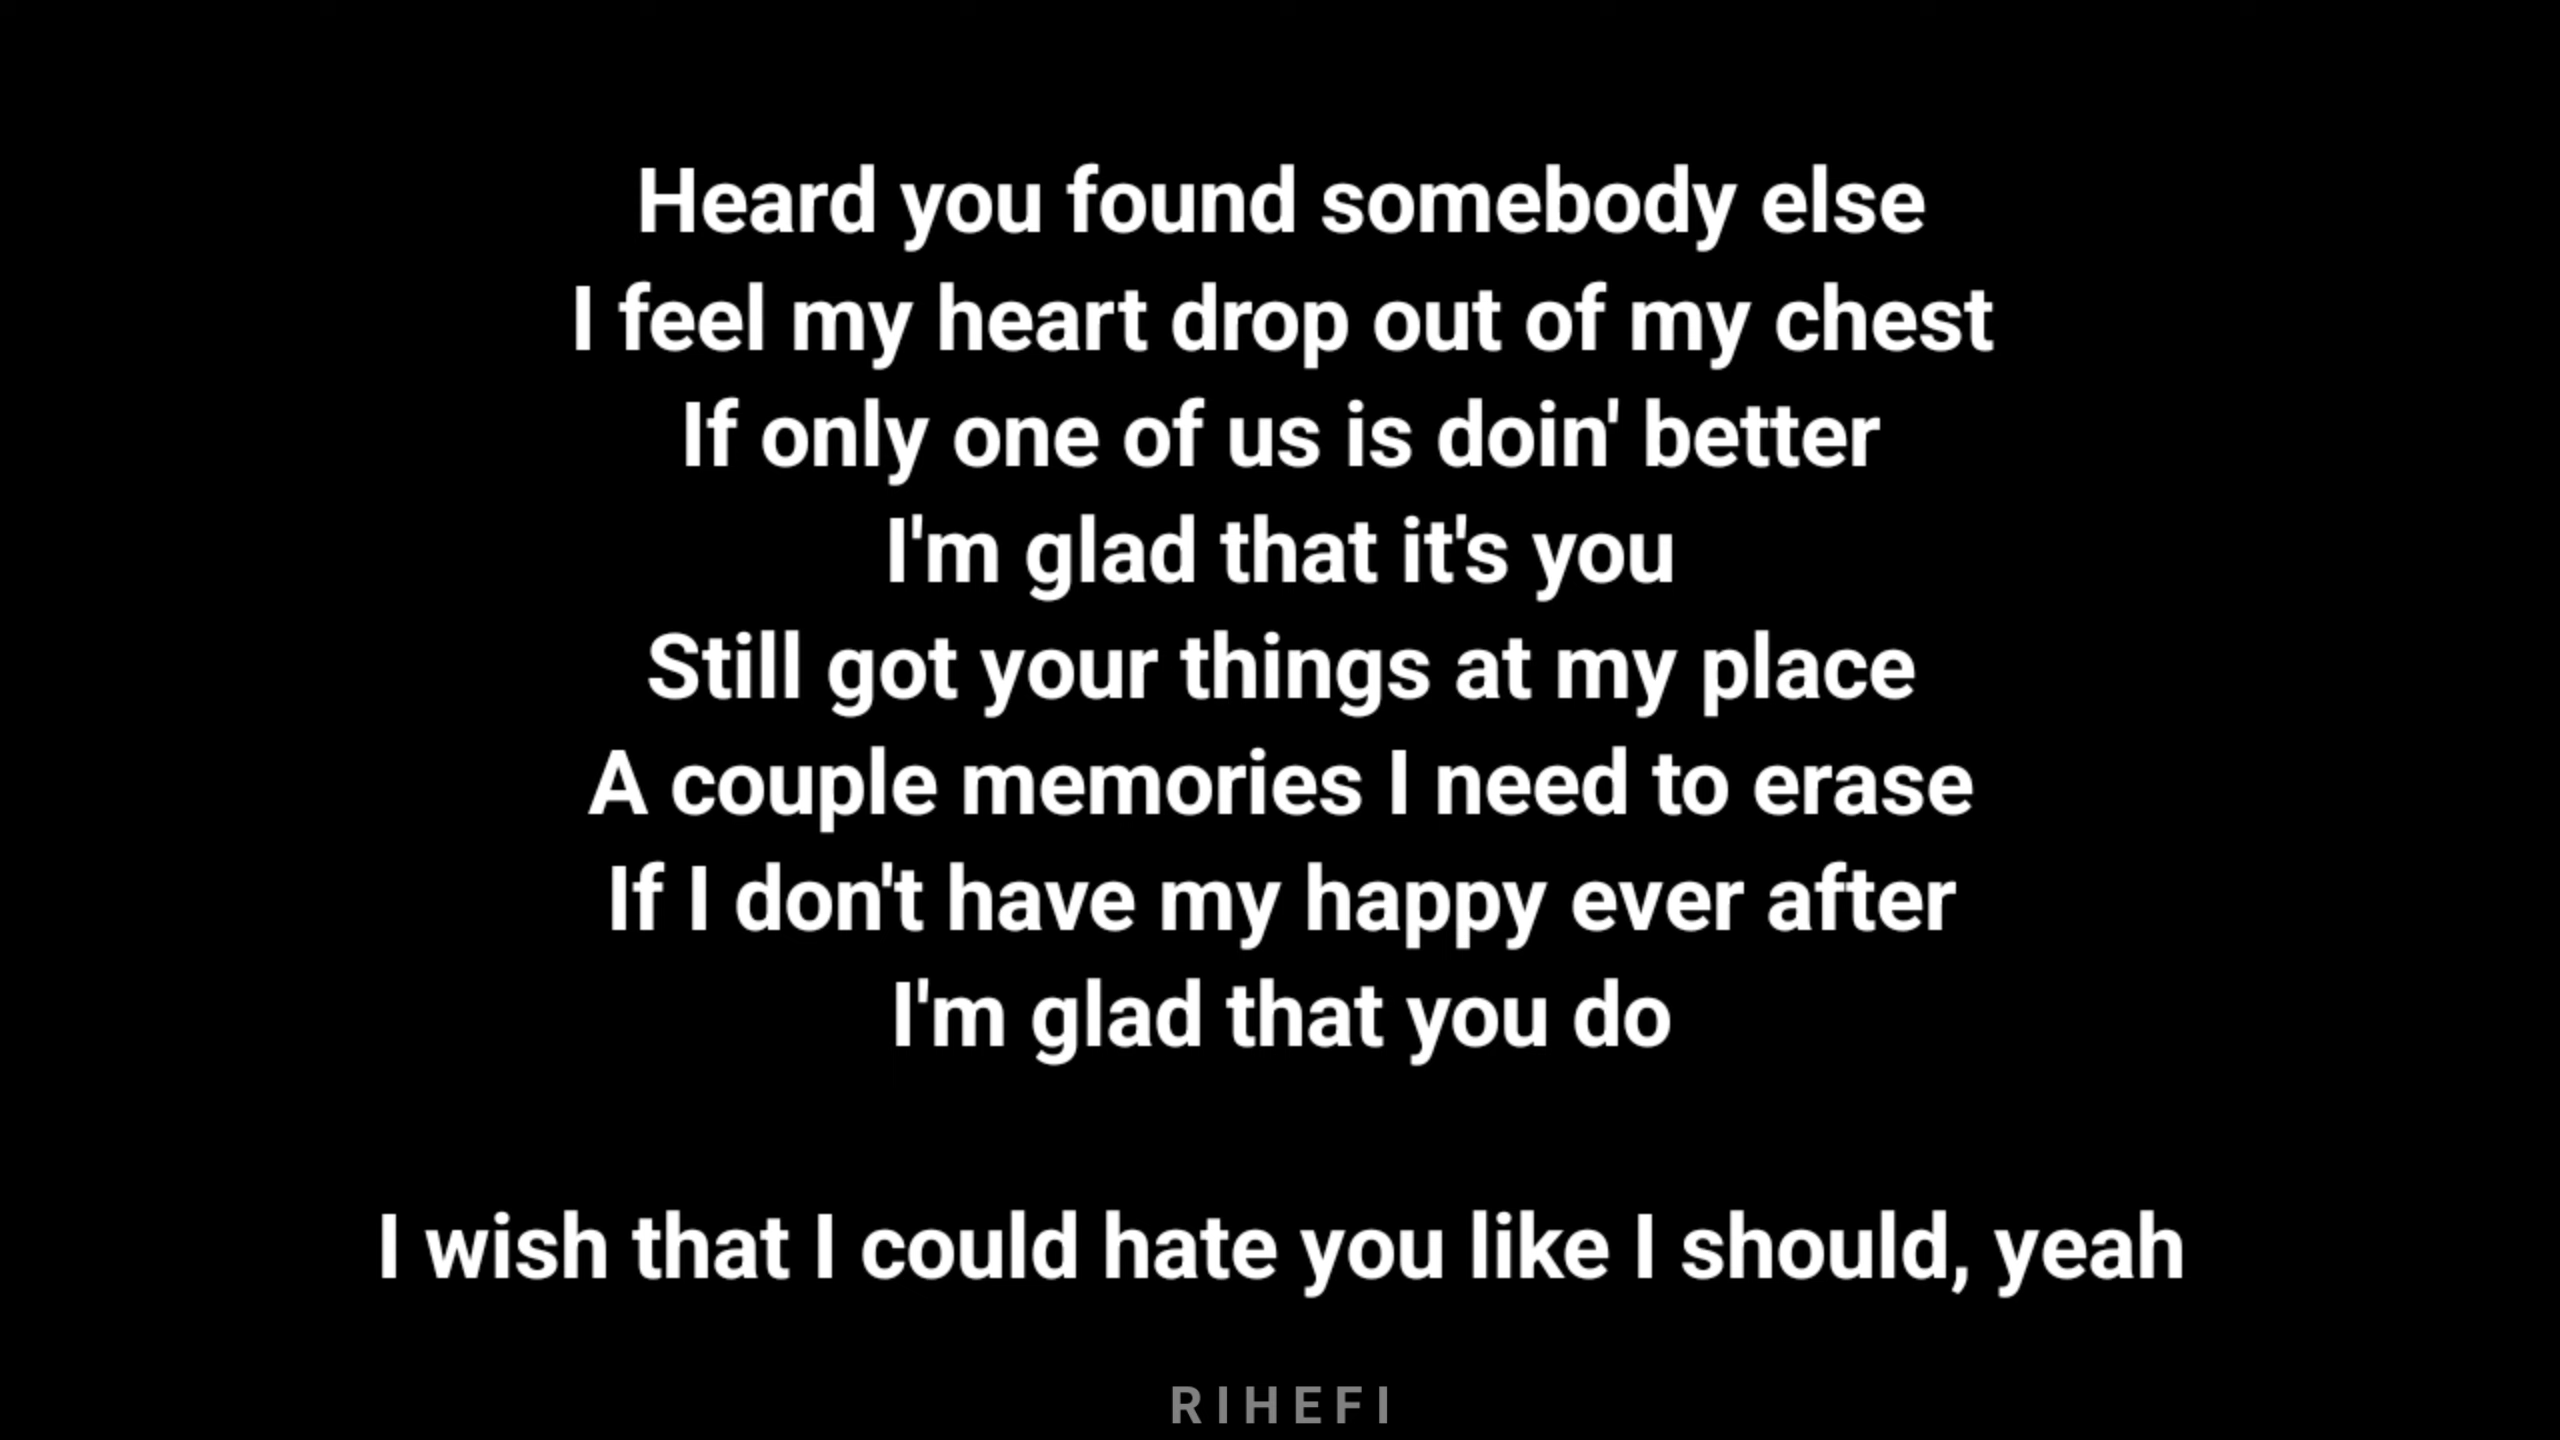 Heard you found somebody else
I feel my heart drop out of my chest
If only one of us is doin' better
I'm glad that it's you
Still got your things at my place
A couple memories I need to erase
If I don't have my happy ever after
I'm glad that you do
I wish that I could hate you like I should, yeah
RIHEFI